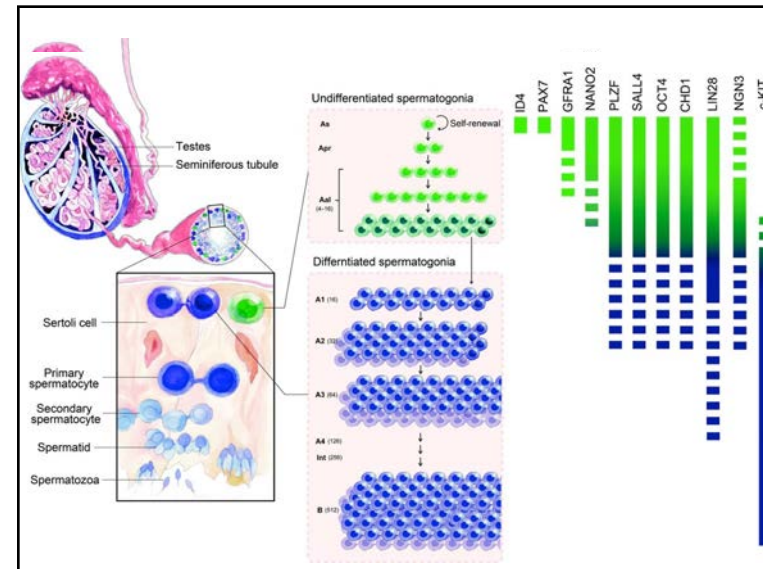 Testes
Seminiferous tubule
Sertoli cell
Primary
spermatocyte
Secondary
spermatocyte
Spermatid
Spermatozoa
Undifferentiated spermatogonia
As
Self-renewal
Apr
Aal
(4-16)
Differntiated spermatogonia
A1 (16)
A2 (32)
A3 (64)
A4 (128)
Int (256)
B (512)
ID4
PAX7
GFRA1
NANO2
PLZF
SALL4
OCT4
CHD1
LIN28
NGN3
c-KIT